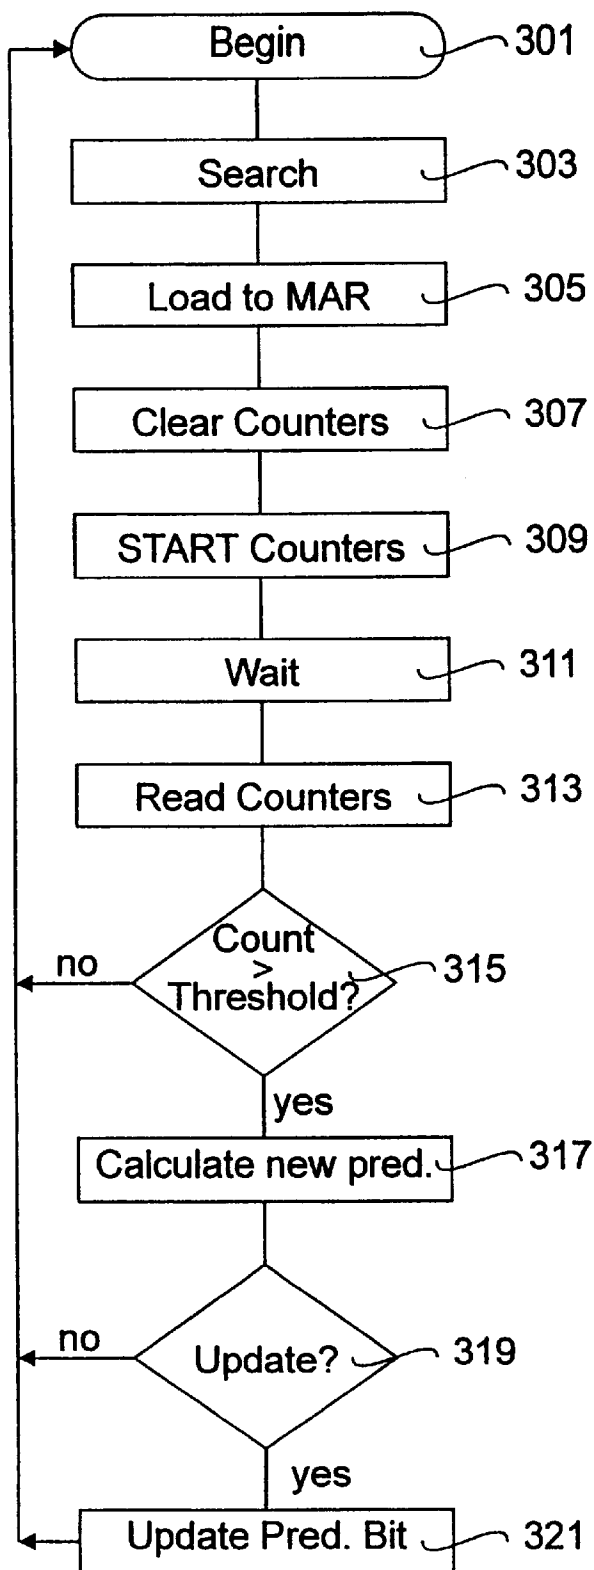 Begin 301
Search 303
Load to MAR 305
Clear Counters 307
START Counters 309
Wait 311
Read Counters 313
Count
>
Threshold? 315
no
yes
Calculate new pred. 317
no
Update? 319
yes
Update Pred. Bit 321